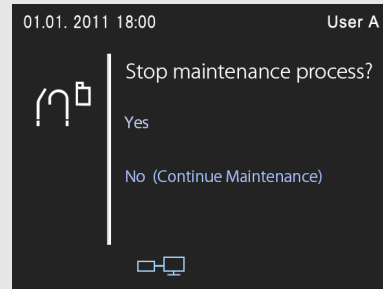 01.01. 2011 18:00 User A
Stop maintenance process?
Yes
No (Continue Maintenance)